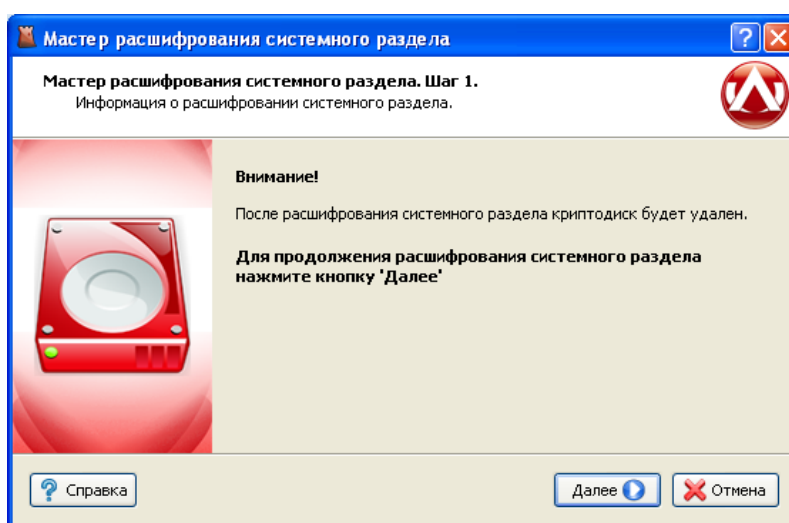 Мастер расшифрования системного раздела
Мастер расшифрования системного раздела. Шаг 1.
Информация о расшифровании системного раздела.
Внимание!
После расшифрования системного раздела криптодиск будет удален.
Для продолжения расшифрования системного раздела
нажмите кнопку 'Далее'
Справка
Далее
Отмена